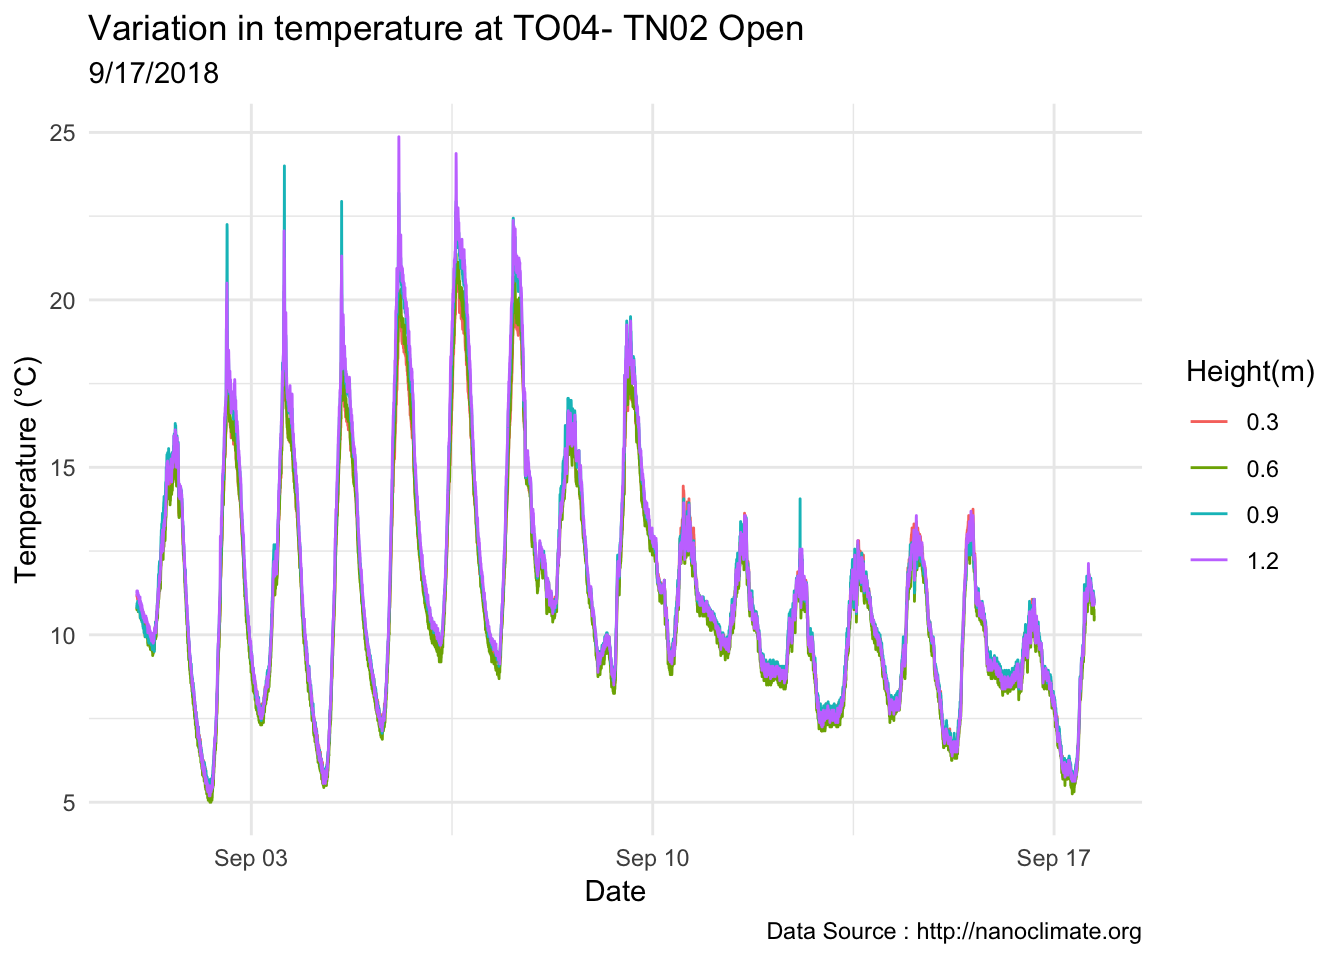 Variation in temperature at TO04- TN02 Open
9/17/2018
25
20
15
10
5
Temperature (°C)
Sep 03
Sep 10
Sep 17
Date
Height(m)
0.3
0.6
0.9
1.2
Data Source : http://nanoclimate.org